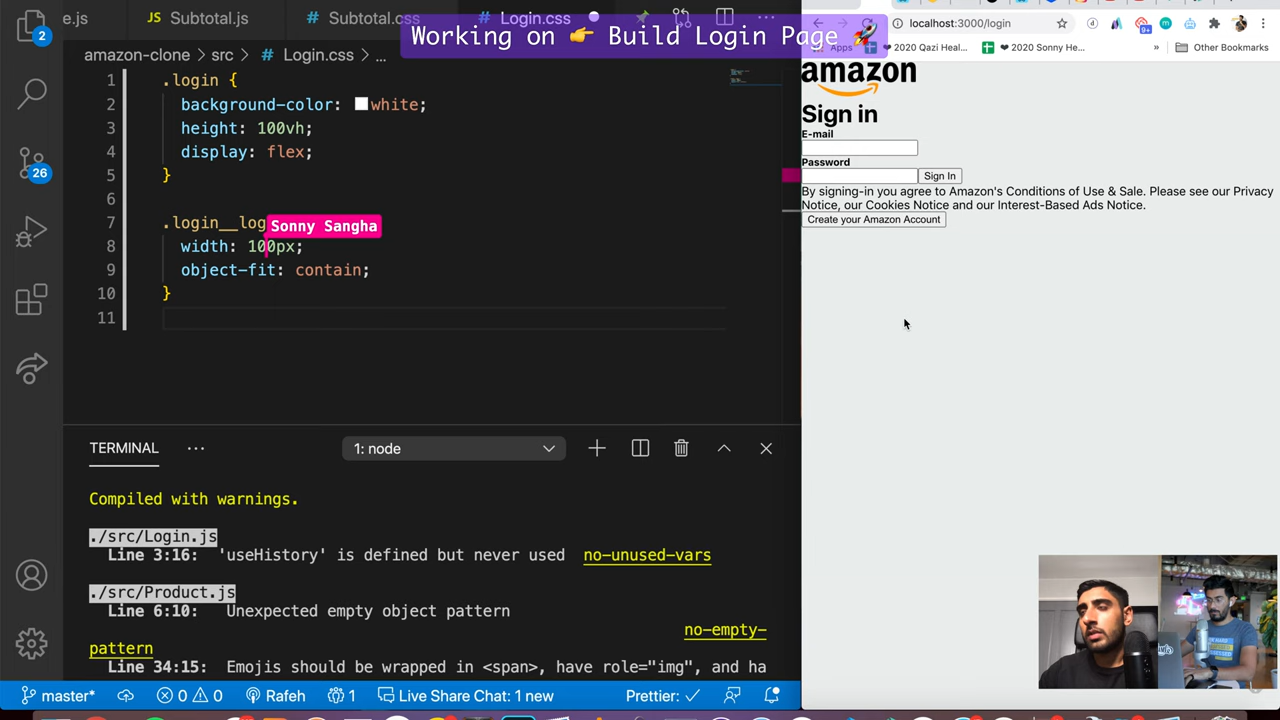 e.js
JS Subtotal.js
# Subtotal.css
# Login.css
Working on 👉 Build Login Page 🚀
amazon-clone > src > # Login.css > ...
1 .login {
2 background-color: white;
3 height: 100vh;
4 display: flex;
5 }
6
7 .login__log
Sonny Sangha
8 width: 100px;
9 object-fit: contain;
10 }
11
2
26
TERMINAL ...
1: node
Compiled with warnings.
./src/Login.js
Line 3:16: 'useHistory' is defined but never used no-unused-vars
./src/Product.js
Line 6:10: Unexpected empty object pattern
no-empty-
pattern
Line 34:15: Emojis should be wrapped in <span>, have role="img", and ha
master* 0 0 Rafeh 1 Live Share Chat: 1 new Prettier: ✓
localhost:3000/login
9+
Apps ❤ 2020 Qazi Heal... ❤ 2020 Sonny He... » Other Bookmarks
amazon
Sign in
E-mail
Password
Sign In
By signing-in you agree to Amazon's Conditions of Use & Sale. Please see our Privacy
Notice, our Cookies Notice and our Interest-Based Ads Notice.
Create your Amazon Account